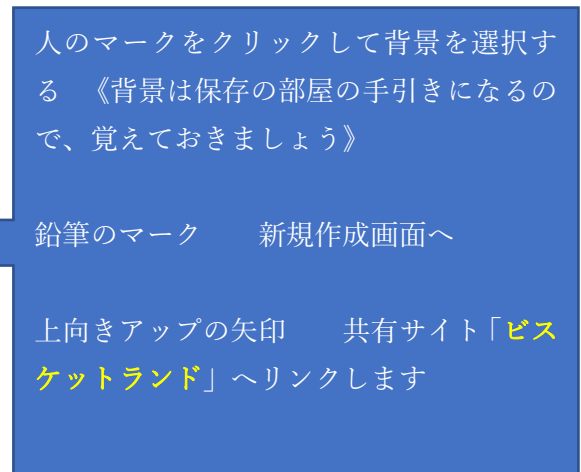 人のマークをクリックして背景を選択す
る　《背景は保存の部屋の手引きになるの
で、覚えておきましょう》
鉛筆のマーク　　新規作成画面へ
上向きアップの矢印　　共有サイト「ビス
ケットランド」へリンクします